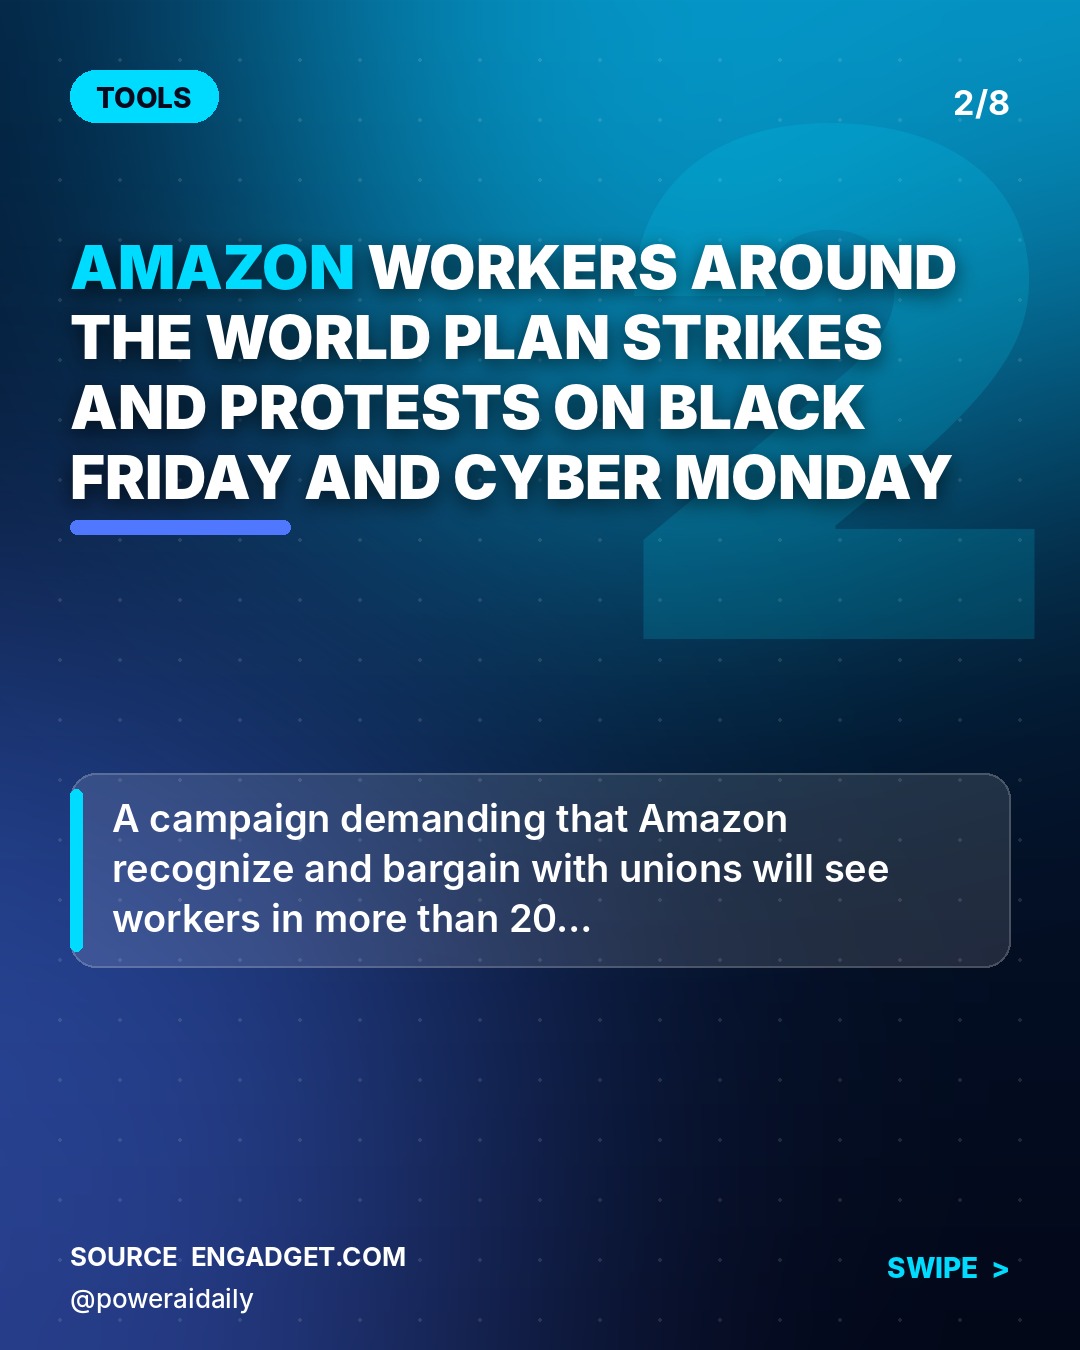 TOOLS
2/8
2
AMAZON WORKERS AROUND
THE WORLD PLAN STRIKES
AND PROTESTS ON BLACK
FRIDAY AND CYBER MONDAY
A campaign demanding that Amazon
recognize and bargain with unions will see
workers in more than 20...
SOURCE ENGADGET.COM
@poweraidaily
SWIPE >